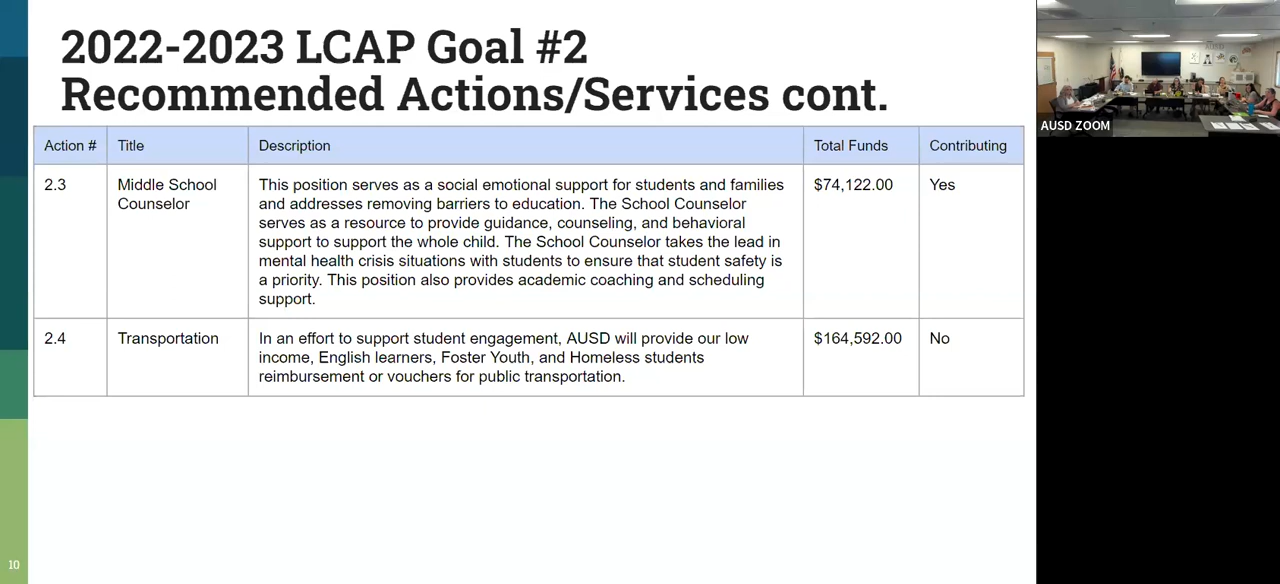 2022-2023 LCAP Goal #2
Recommended Actions/Services cont.
Action #
Title
Description
Total Funds
Contributing
2.3
Middle School
Counselor
This position serves as a social emotional support for students and families
and addresses removing barriers to education. The School Counselor
serves as a resource to provide guidance, counseling, and behavioral
support to support the whole child. The School Counselor takes the lead in
mental health crisis situations with students to ensure that student safety is
a priority. This position also provides academic coaching and scheduling
support.
$74,122.00
Yes
2.4
Transportation
In an effort to support student engagement, AUSD will provide our low
income, English learners, Foster Youth, and Homeless students
reimbursement or vouchers for public transportation.
$164,592.00
No
10
AUSD ZOOM